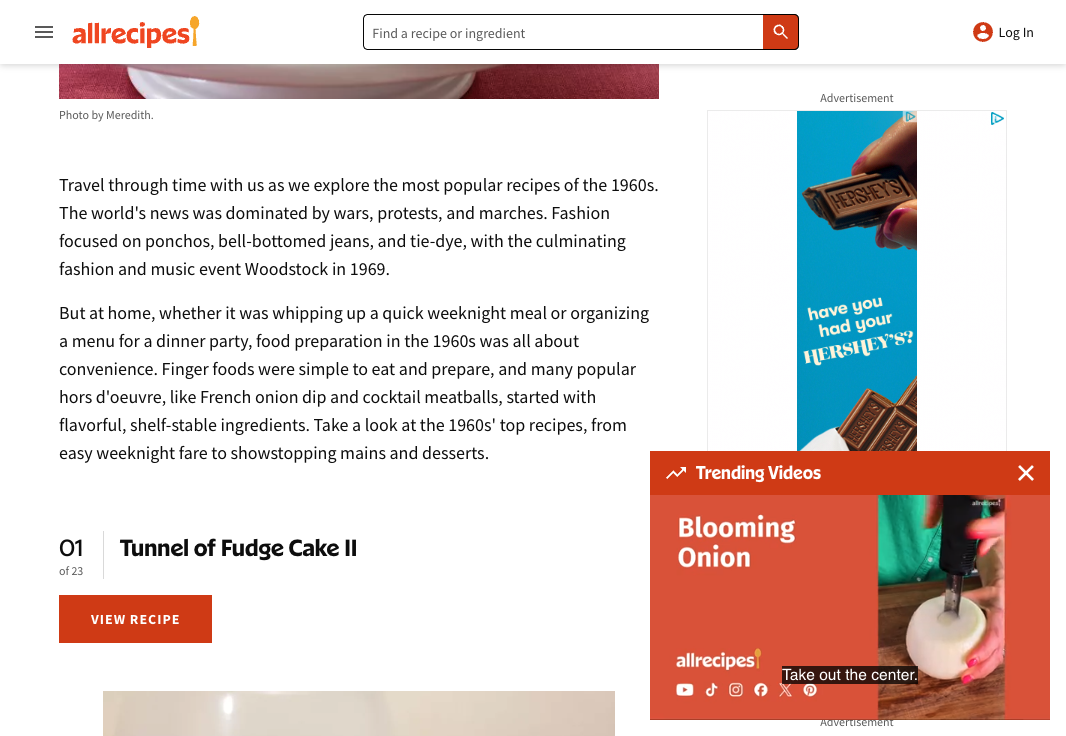 allrecipes
Find a recipe or ingredient
Log In
Photo by Meredith.
Travel through time with us as we explore the most popular recipes of the 1960s.
The world's news was dominated by wars, protests, and marches. Fashion
focused on ponchos, bell-bottomed jeans, and tie-dye, with the culminating
fashion and music event Woodstock in 1969.
But at home, whether it was whipping up a quick weeknight meal or organizing
a menu for a dinner party, food preparation in the 1960s was all about
convenience. Finger foods were simple to eat and prepare, and many popular
hors d'oeuvre, like French onion dip and cocktail meatballs, started with
flavorful, shelf-stable ingredients. Take a look at the 1960s' top recipes, from
easy weeknight fare to showstopping mains and desserts.
01
of 23
Tunnel of Fudge Cake II
VIEW RECIPE
Advertisement
HERSHEY'S
have you
had your
HERSHEY'S?
Trending Videos
allrecipes
Blooming
Onion
allrecipes
Take out the center.
Advertisement